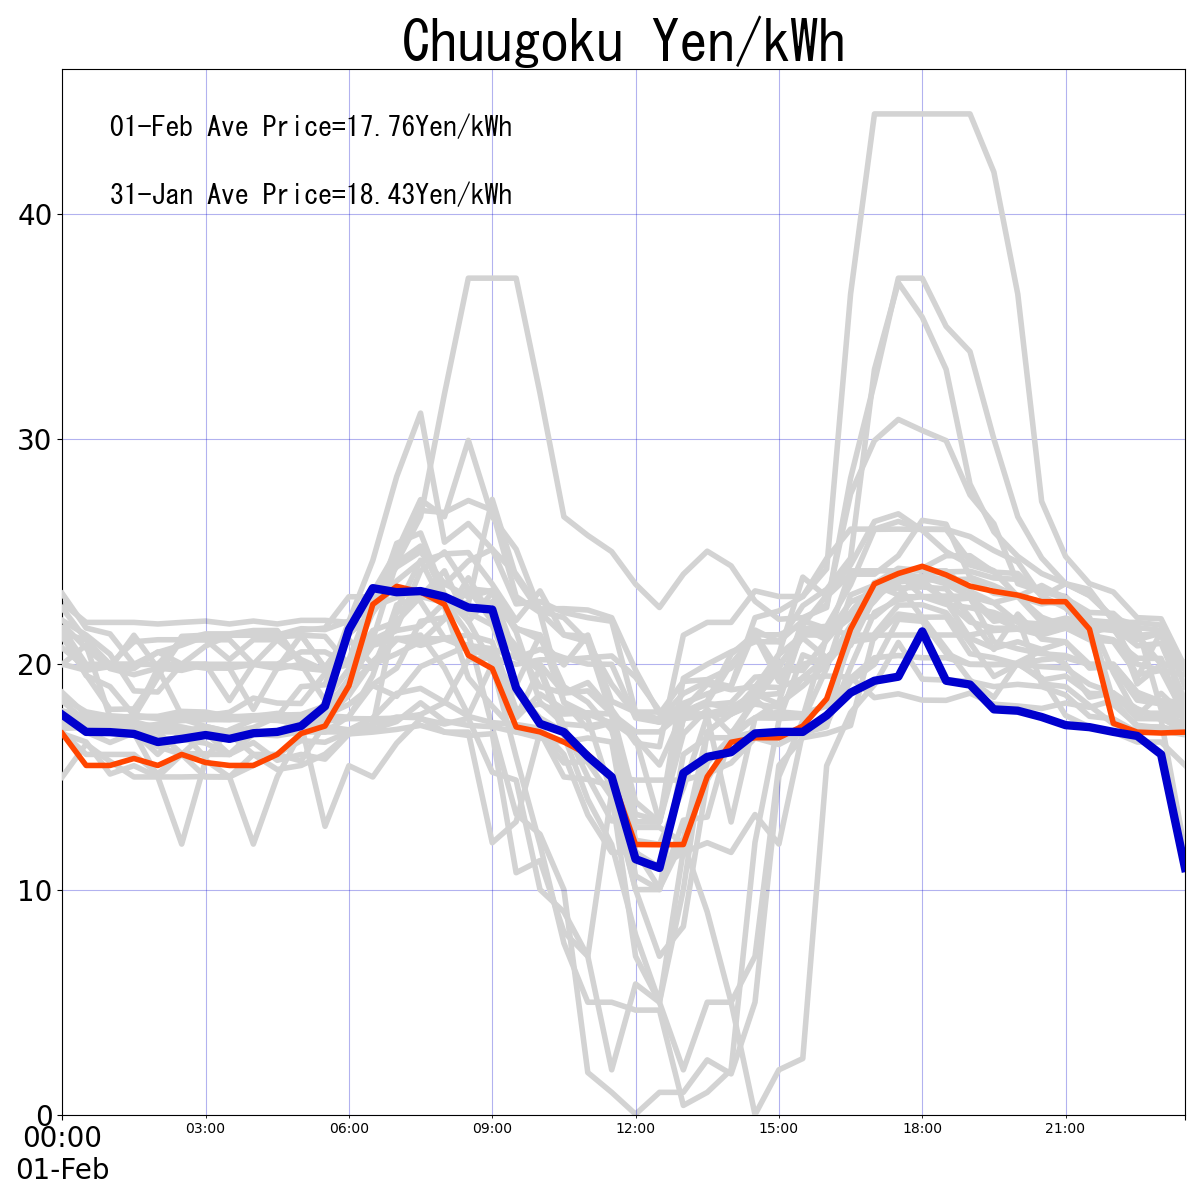 Chuugoku Yen/kWh
01-Feb Ave Price=17.76Yen/kWh
31-Jan Ave Price=18.43Yen/kWh
40
30
20
10
0
00:00 03:00 06:00 09:00 12:00 15:00 18:00 21:00
01-Feb